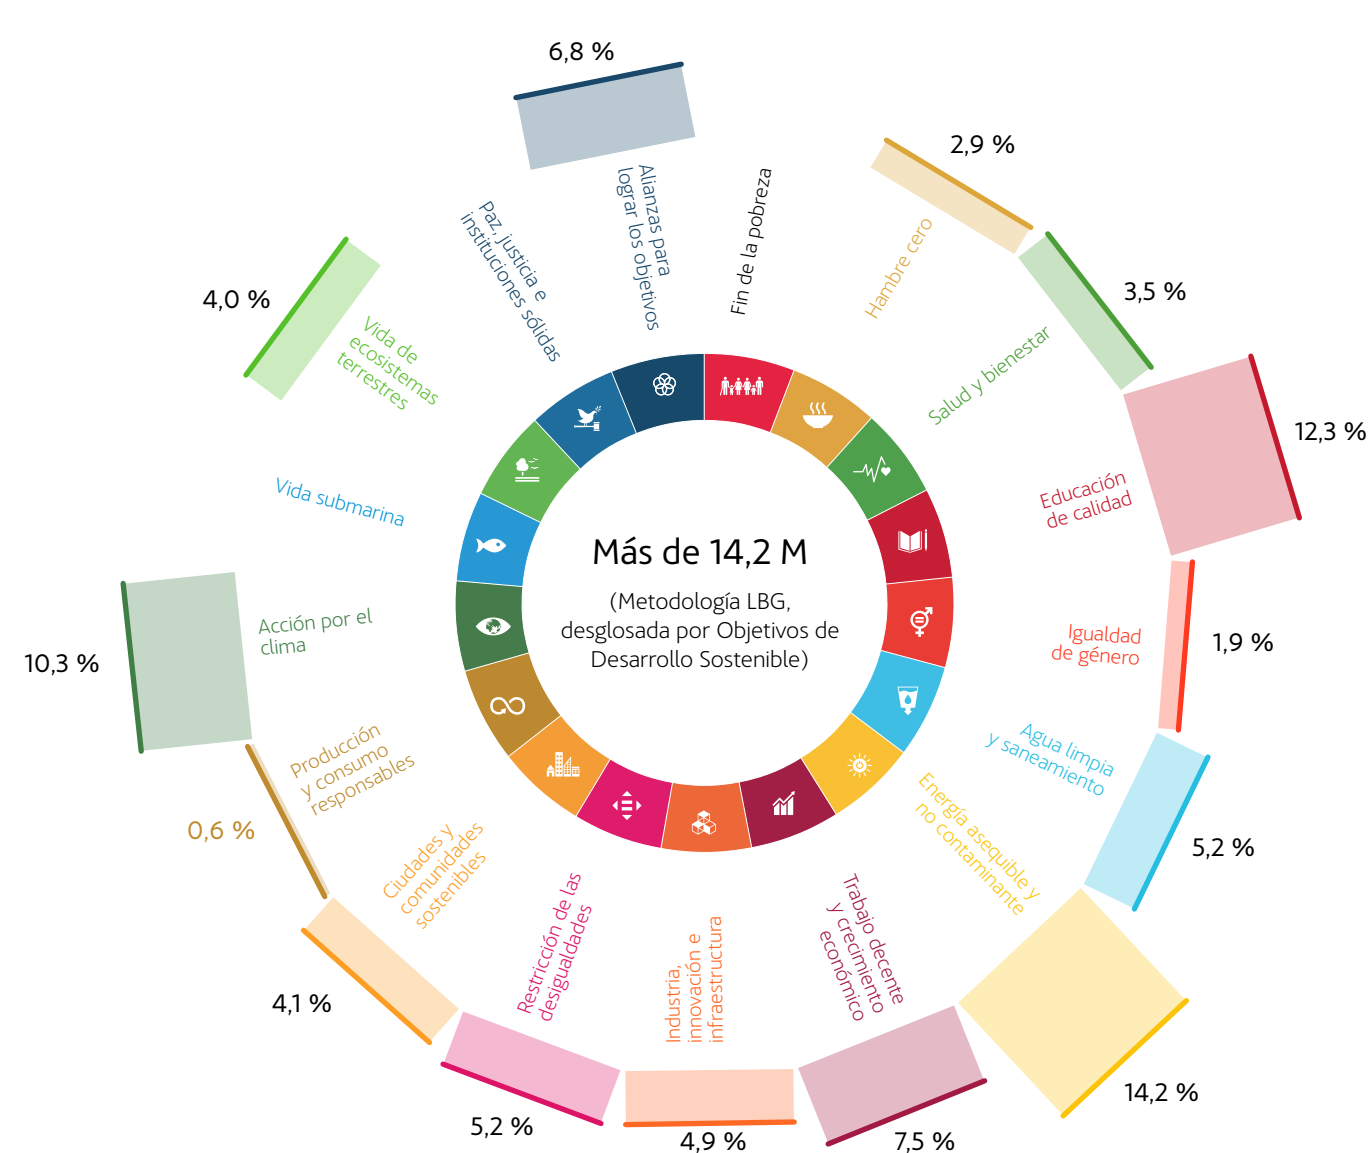 6,8 %
Alianzas para
lograr los objetivos
Fin de la pobreza
2,9 %
Hambre cero
3,5 %
Salud y bienestar
12,3 %
Educación
de calidad
1,9 %
Igualdad
de género
5,2 %
Agua limpia
y saneamiento
14,2 %
Energía asequible y
no contaminante
7,5 %
Trabajo decente
y crecimiento
económico
4,9 %
Industria,
innovación e
infraestructura
5,2 %
Restricción de las
desigualdades
4,1 %
Ciudades y
comunidades
sostenibles
0,6 %
Producción
y consumo
responsables
10,3 %
Acción por el
clima
Vida submarina
4,0 %
Vida de
ecosistemas
terrestres
Paz, justicia e
instituciones sólidas
Más de 14,2 M
(Metodología LBG,
desglosada por Objetivos de
Desarrollo Sostenible)